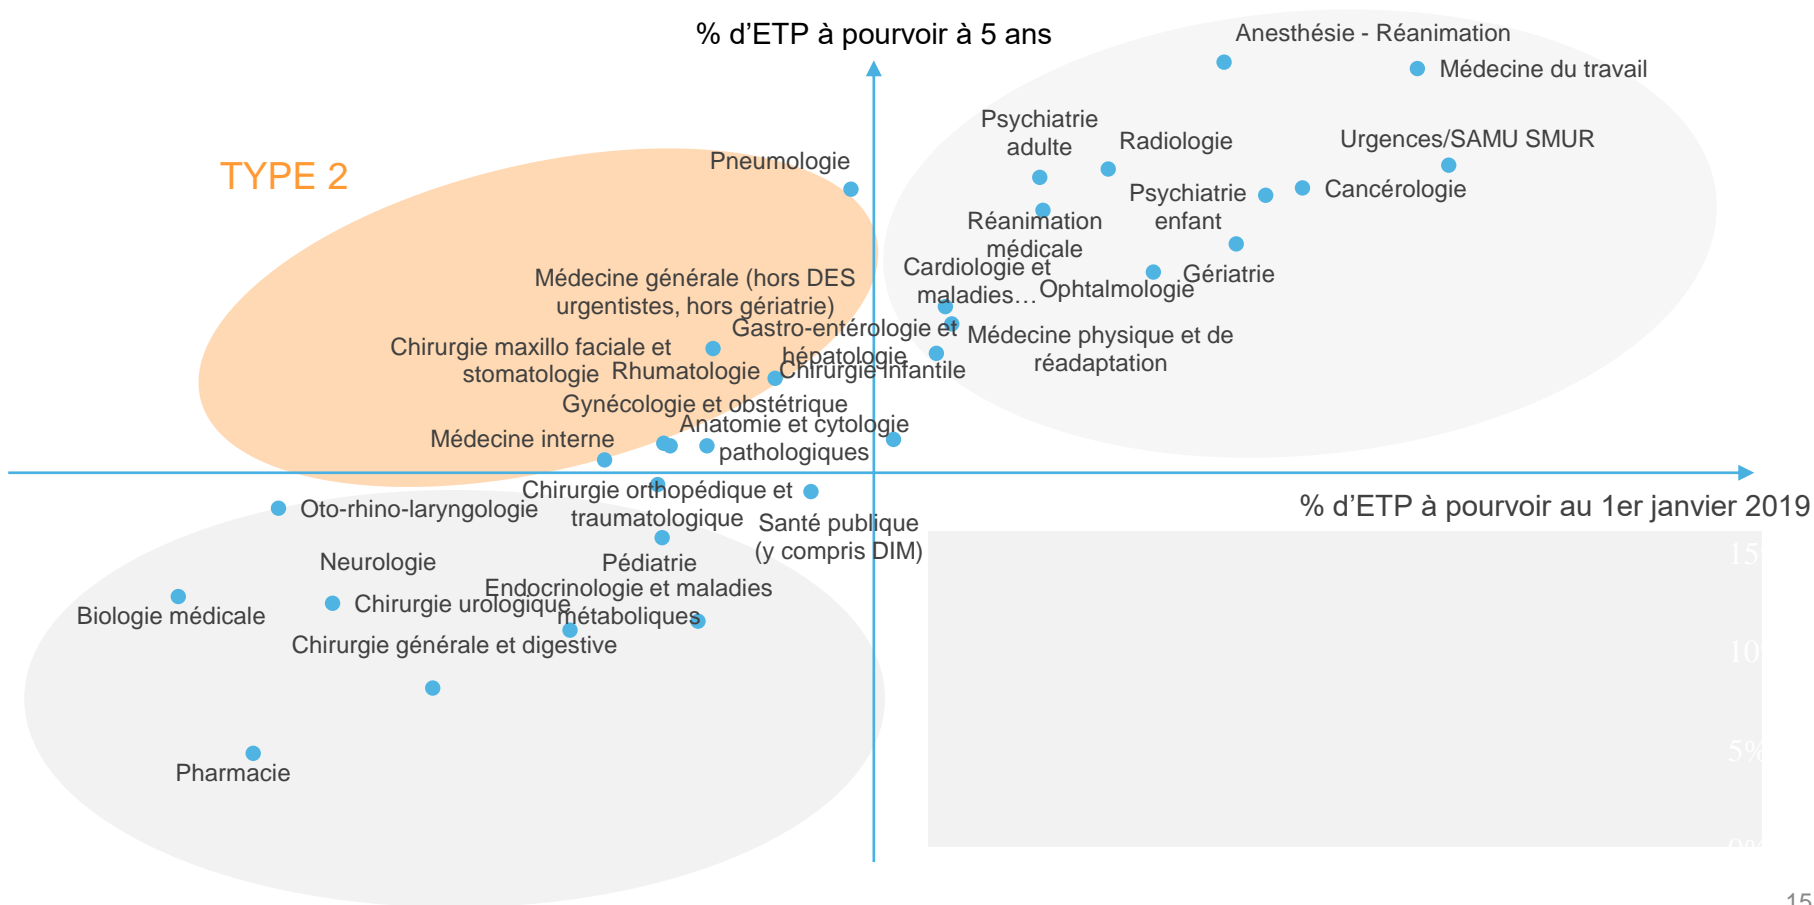 % d’ETP à pourvoir à 5 ans
Anesthésie - Réanimation
Médecine du travail
Psychiatrie
adulte
Radiologie
Urgences/SAMU SMUR
Pneumologie
TYPE 2
Psychiatrie
enfant
Cancérologie
Réanimation
médicale
Cardiologie et
maladies…
Gériatrie
Ophtalmologie
Médecine générale (hors DES
urgentistes, hors gériatrie)
Gastro-entérologie et
hépatologie
Médecine physique et de
réadaptation
Chirurgie maxillo faciale et
stomatologie
Rhumatologie
Chirurgie infantile
Gynécologie et obstétrique
Anatomie et cytologie
pathologiques
Médecine interne
Chirurgie orthopédique et
traumatologique
% d’ETP à pourvoir au 1er janvier 2019
Oto-rhino-laryngologie
Santé publique
(y compris DIM)
Neurologie
Pédiatrie
15
Endocrinologie et maladies
métaboliques
Chirurgie urologique
Biologie médicale
Chirurgie générale et digestive
10
5%
Pharmacie
0%
15